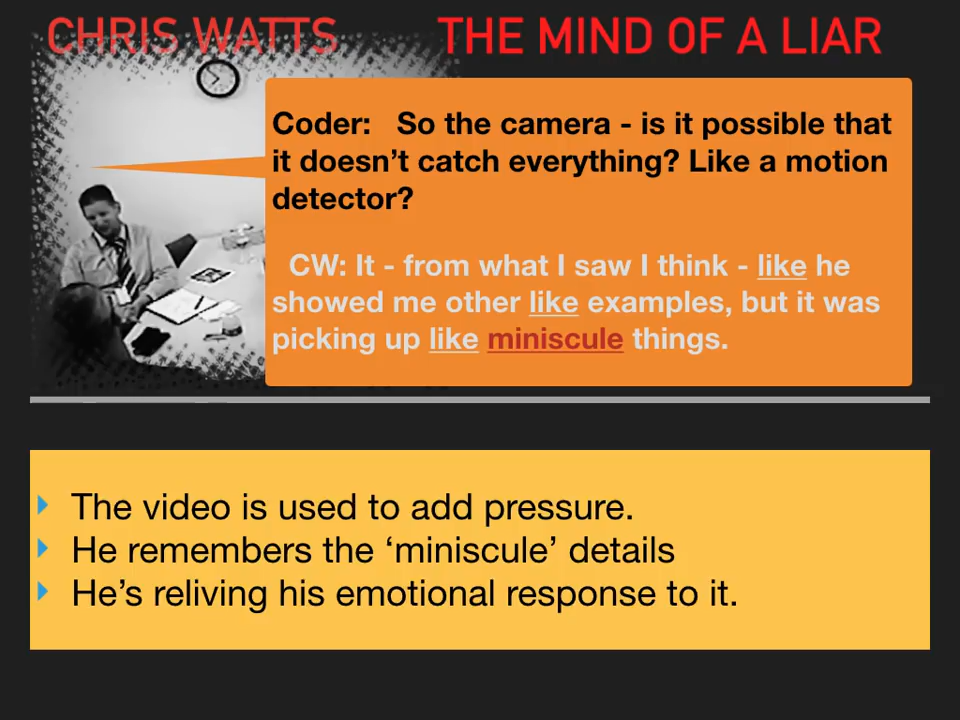 CHRIS WATTS THE MIND OF A LIAR
Coder: So the camera - is it possible that
it doesn’t catch everything? Like a motion
detector?
CW: It - from what I saw I think - like he
showed me other like examples, but it was
picking up like miniscule things.
The video is used to add pressure.
He remembers the ‘miniscule’ details
He’s reliving his emotional response to it.